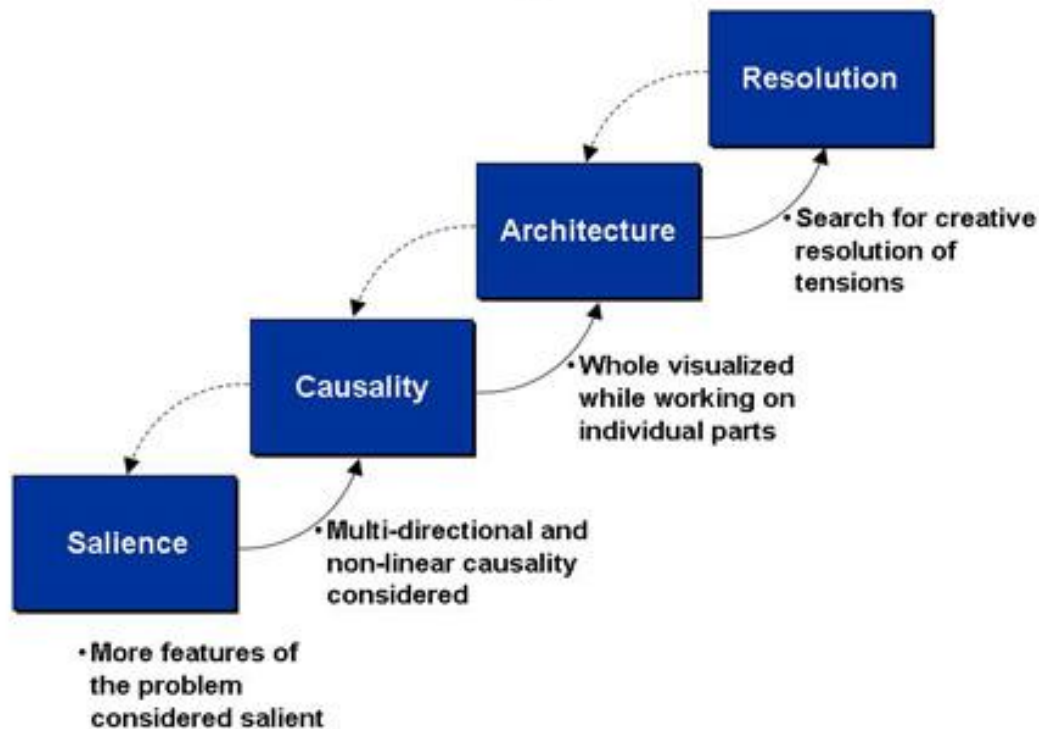 Resolution
• Search for creative
resolution of
tensions
Architecture
• Whole visualized
while working on
individual parts
Causality
• Multi-directional and
non-linear causality
considered
Salience
• More features of
the problem
considered salient